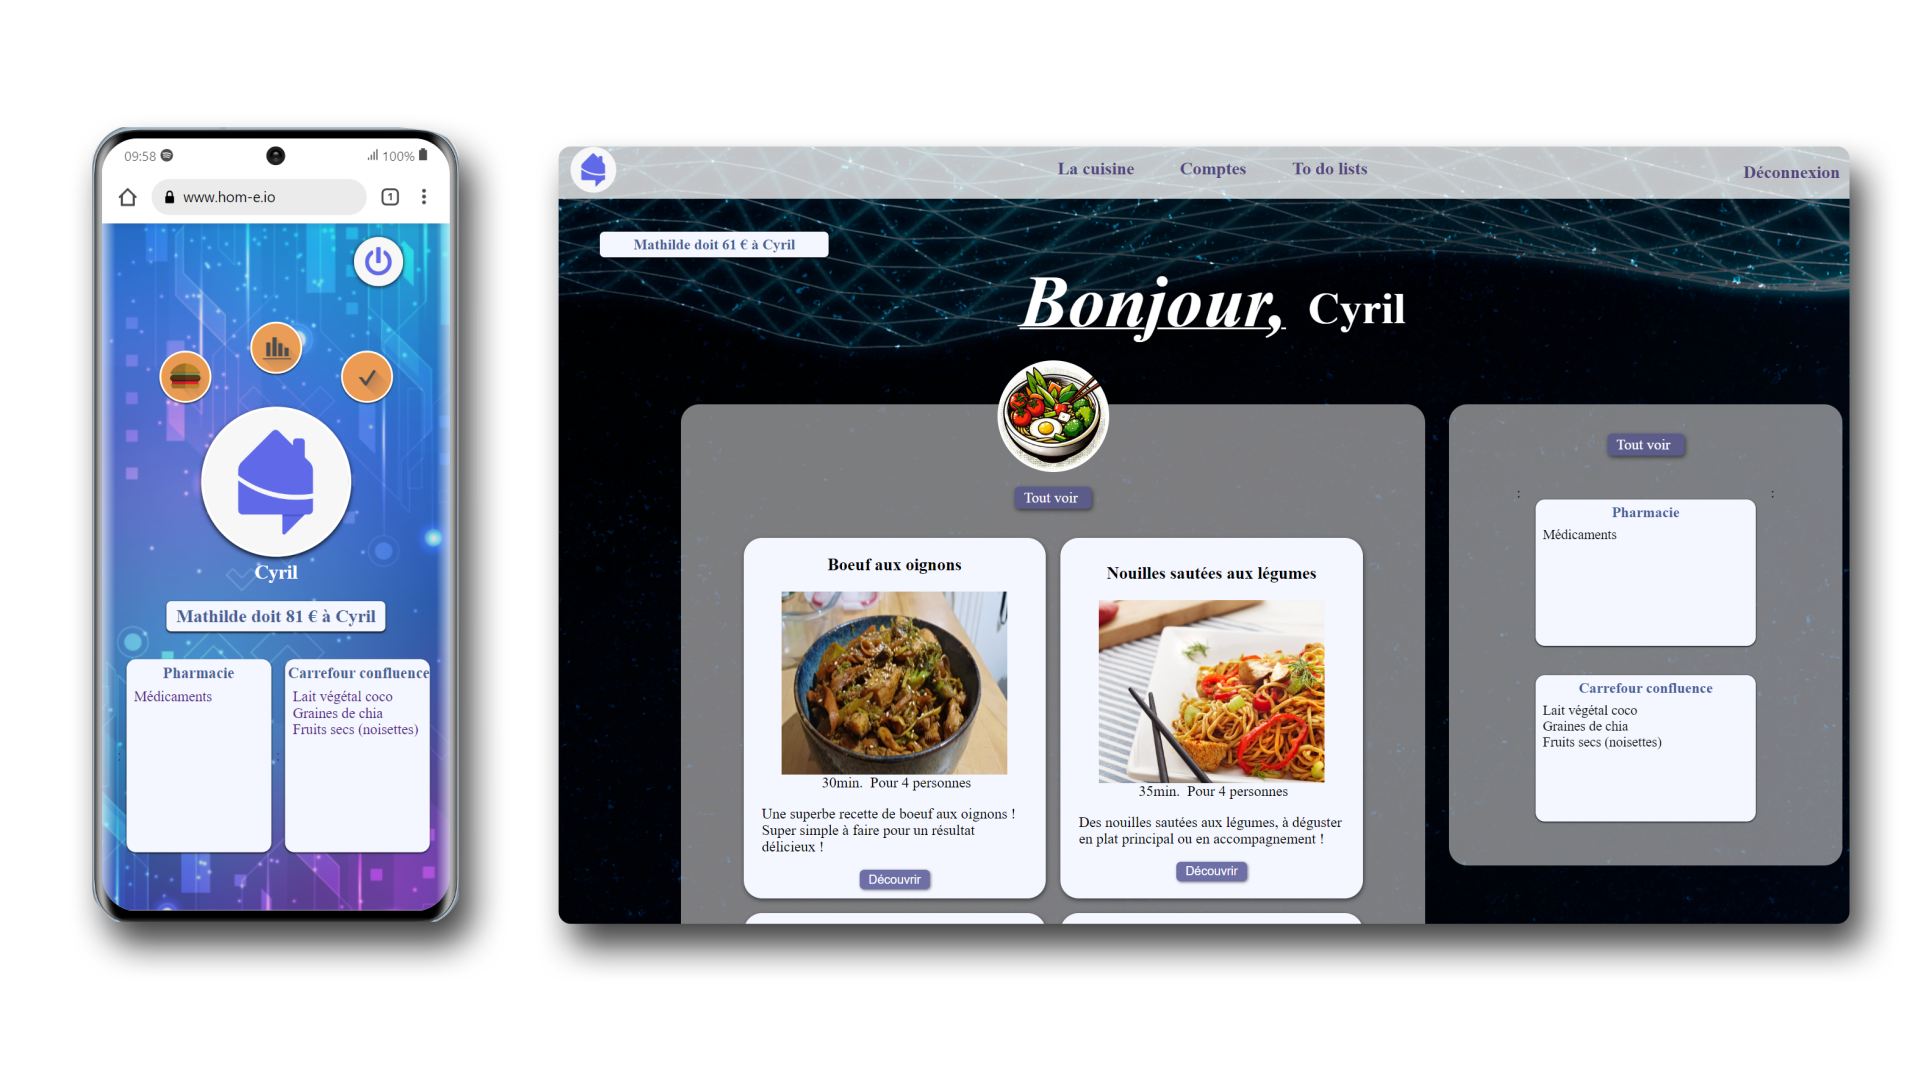 09:58
100%
www.hom-e.io
1
Cyril
Mathilde doit 81 € à Cyril
Pharmacie
Médicaments
Carrefour confluence
Lait végétal coco
Graines de chia
Fruits secs (noisettes)
La cuisine
Comptes
To do lists
Déconnexion
Mathilde doit 61 € à Cyril
Bonjour, Cyril
Tout voir
Boeuf aux oignons
30min. Pour 4 personnes
Une superbe recette de boeuf aux oignons !
Super simple à faire pour un résultat
délicieux !
Découvrir
Nouilles sautées aux légumes
35min. Pour 4 personnes
Des nouilles sautées aux légumes, à déguster
en plat principal ou en accompagnement !
Découvrir
Tout voir
: :
Pharmacie
Médicaments
Carrefour confluence
Lait végétal coco
Graines de chia
Fruits secs (noisettes)